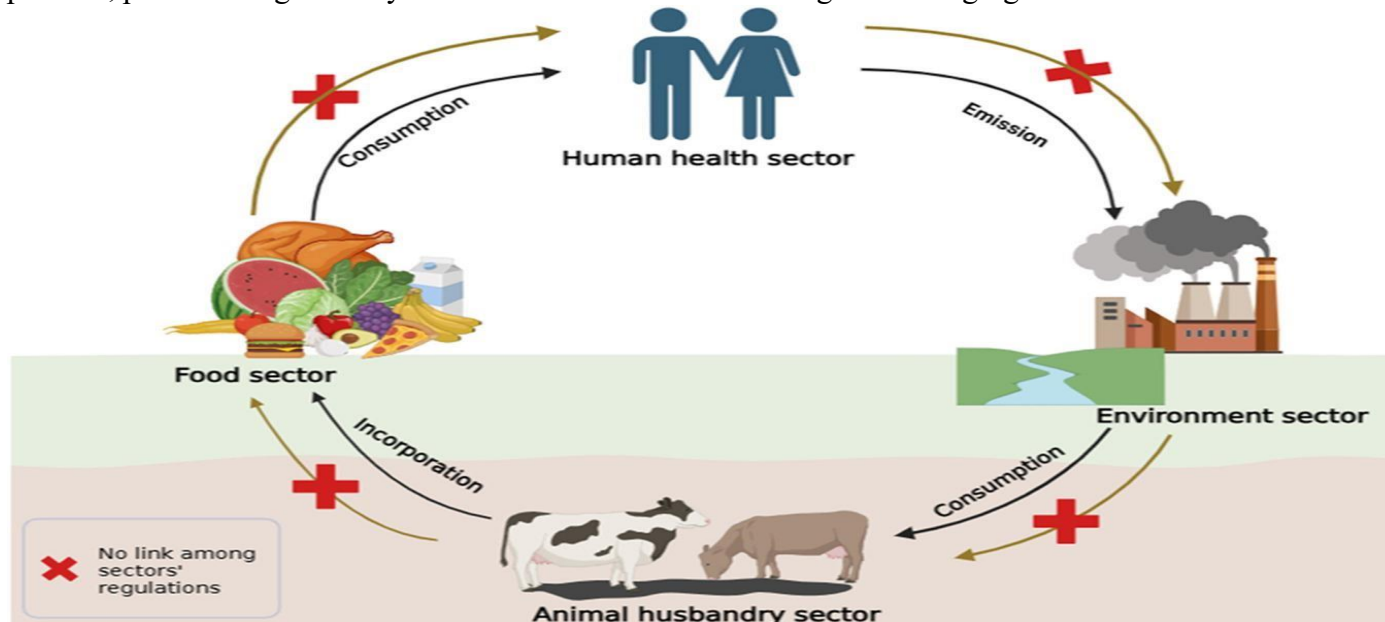 Consumption
Emission
Human health sector
Food sector
Environment sector
Incorporation
Consumption
No link among
sectors'
regulations
Animal husbandry sector